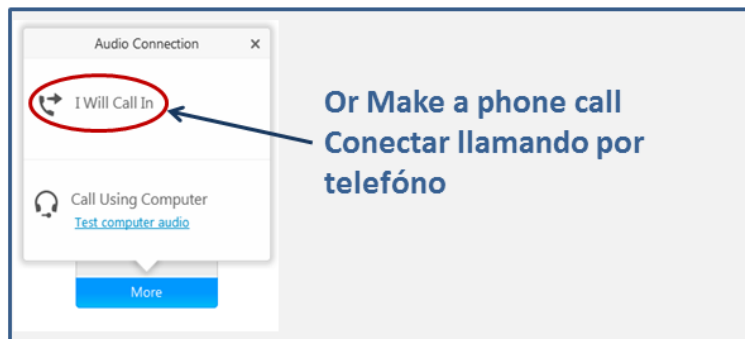 Audio Connection x
I Will Call In
Or Make a phone call
Conectar llamando por
telefóno
Call Using Computer
Test computer audio
More